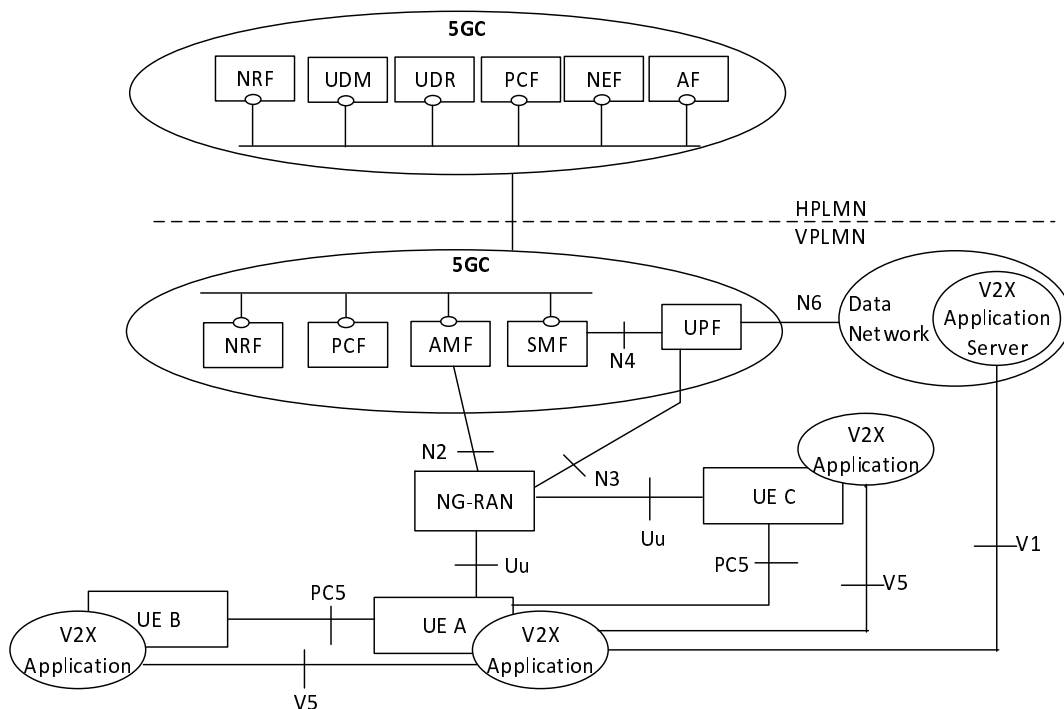 5GC
NRF
UDM
UDR
PCF
NEF
AF
HPLMN
VPLMN
5GC
NRF
PCF
AMF
SMF
N4
UPF
N6
Data
Network
V2X
Application
Server
N2
N3
NG-RAN
Uu
UE C
V2X
Application
Uu
PC5
V5
V1
UE B
V2X
Application
PC5
UE A
V2X
Application
V5